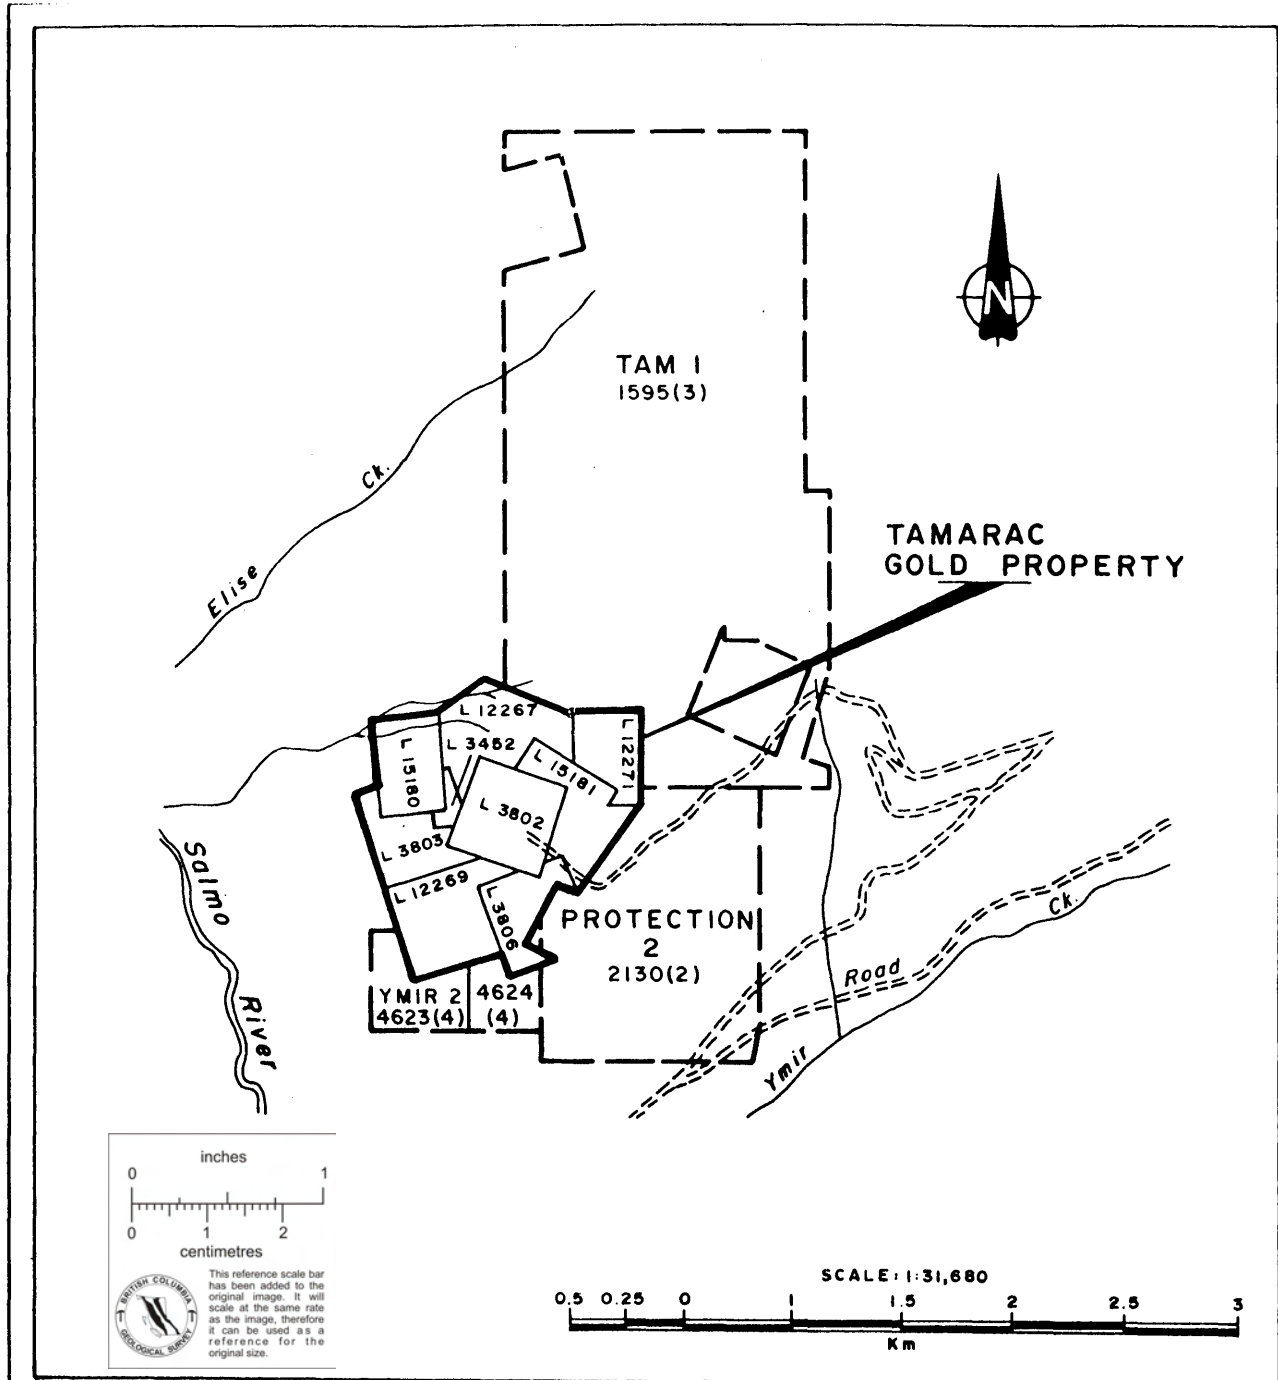 TAM 1
1595(3)
N
Elise Ck.
TAMARAC
GOLD PROPERTY
L 12267
L 12271
L 3452
L 15180
L 15181
L 3802
L 3803
L 12269
L 3806
PROTECTION
2
2130(2)
YMIR 2
4623(4)
4624
(4)
Salmo River
Road
Ymir Ck.
inches
0 1
0 1 2
centimetres
This reference scale bar
has been added to the
original image. It will
scale at the same rate
as the image, therefore
it can be used as a
reference for the
original size.
BRITISH COLUMBIA
GEOLOGICAL SURVEY
SCALE: 1:31,680
0.5 0.25 0 1 1.5 2 2.5 3
Km